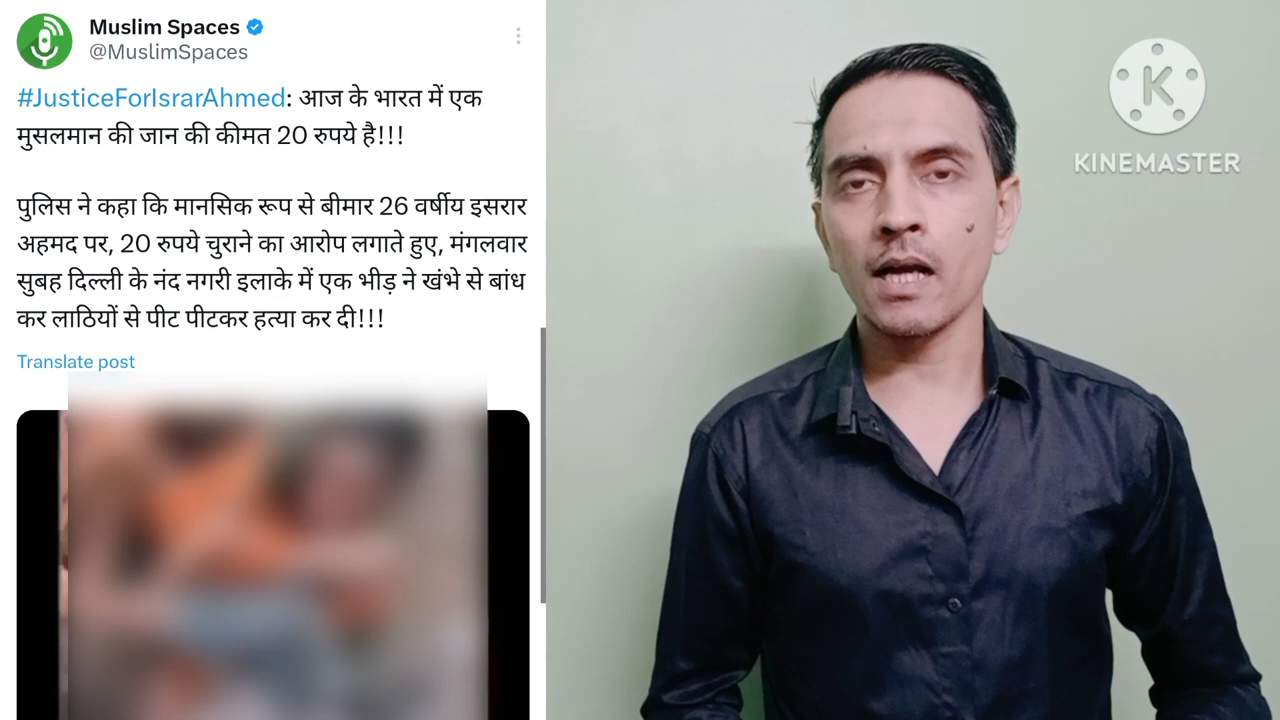 Muslim Spaces
@MuslimSpaces
#JusticeForIsrarAhmed: आज के भारत में एक
मुसलमान की जान की कीमत 20 रुपये है!!!
पुलिस ने कहा कि मानसिक रूप से बीमार 26 वर्षीय इसरार
अहमद पर, 20 रुपये चुराने का आरोप लगाते हुए, मंगलवार
सुबह दिल्ली के नंद नगरी इलाके में एक भीड़ ने खंभे से बांध
कर लाठियों से पीट पीटकर हत्या कर दी!!!
Translate post
K
KINEMASTER